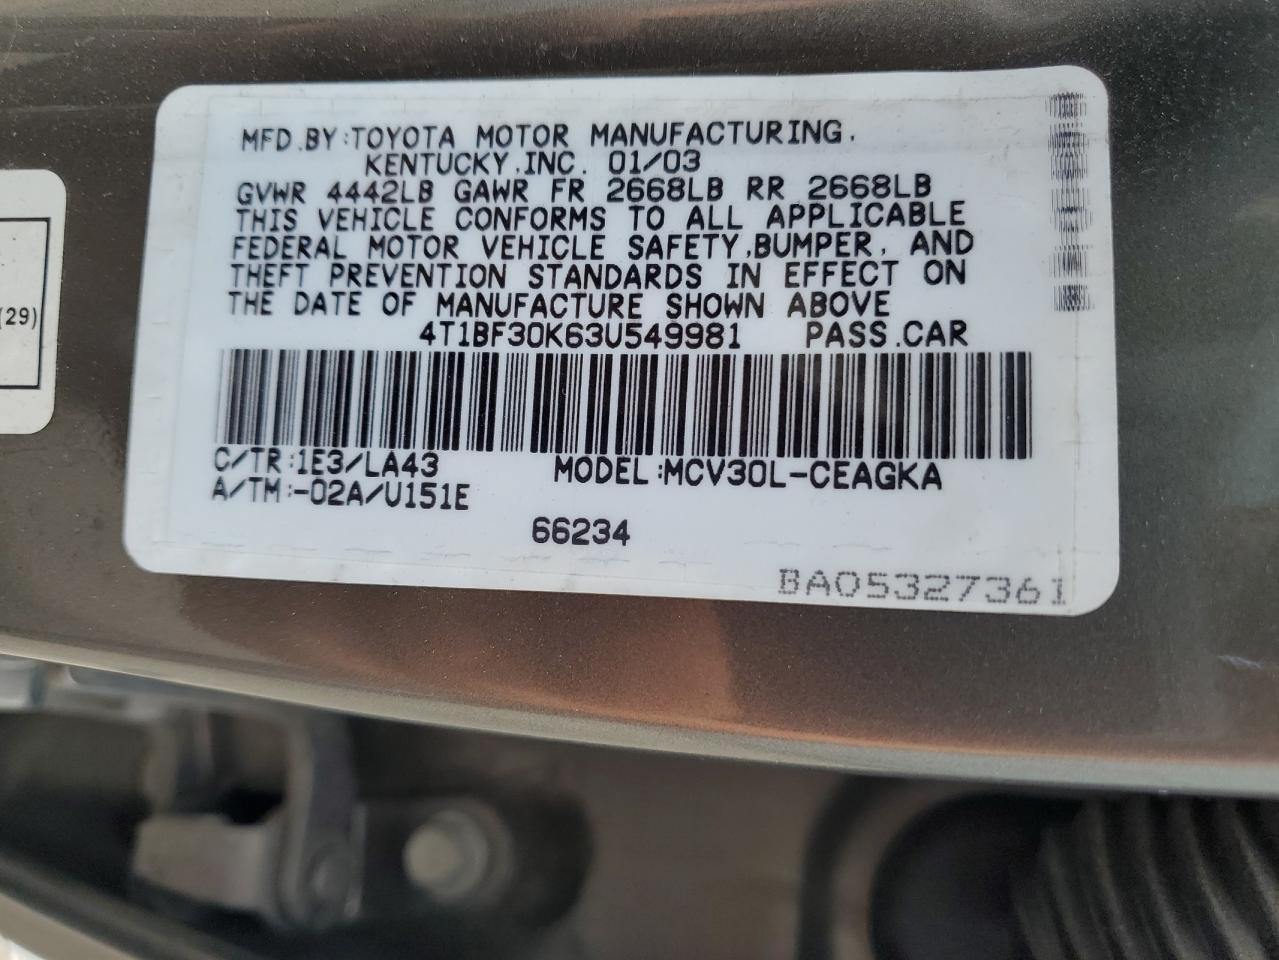 MFD.BY:TOYOTA MOTOR MANUFACTURING,
KENTUCKY,INC. 01/03
GVWR 4442LB GAWR FR 2668LB RR 2668LB
THIS VEHICLE CONFORMS TO ALL APPLICABLE
FEDERAL MOTOR VEHICLE SAFETY,BUMPER, AND
THEFT PREVENTION STANDARDS IN EFFECT ON
THE DATE OF MANUFACTURE SHOWN ABOVE
4T1BF30K63U549981 PASS.CAR
C/TR:1E3/LA43 MODEL:MCV30L-CEAGKA
A/TM:-02A/U151E
66234
BA05327361
(29)